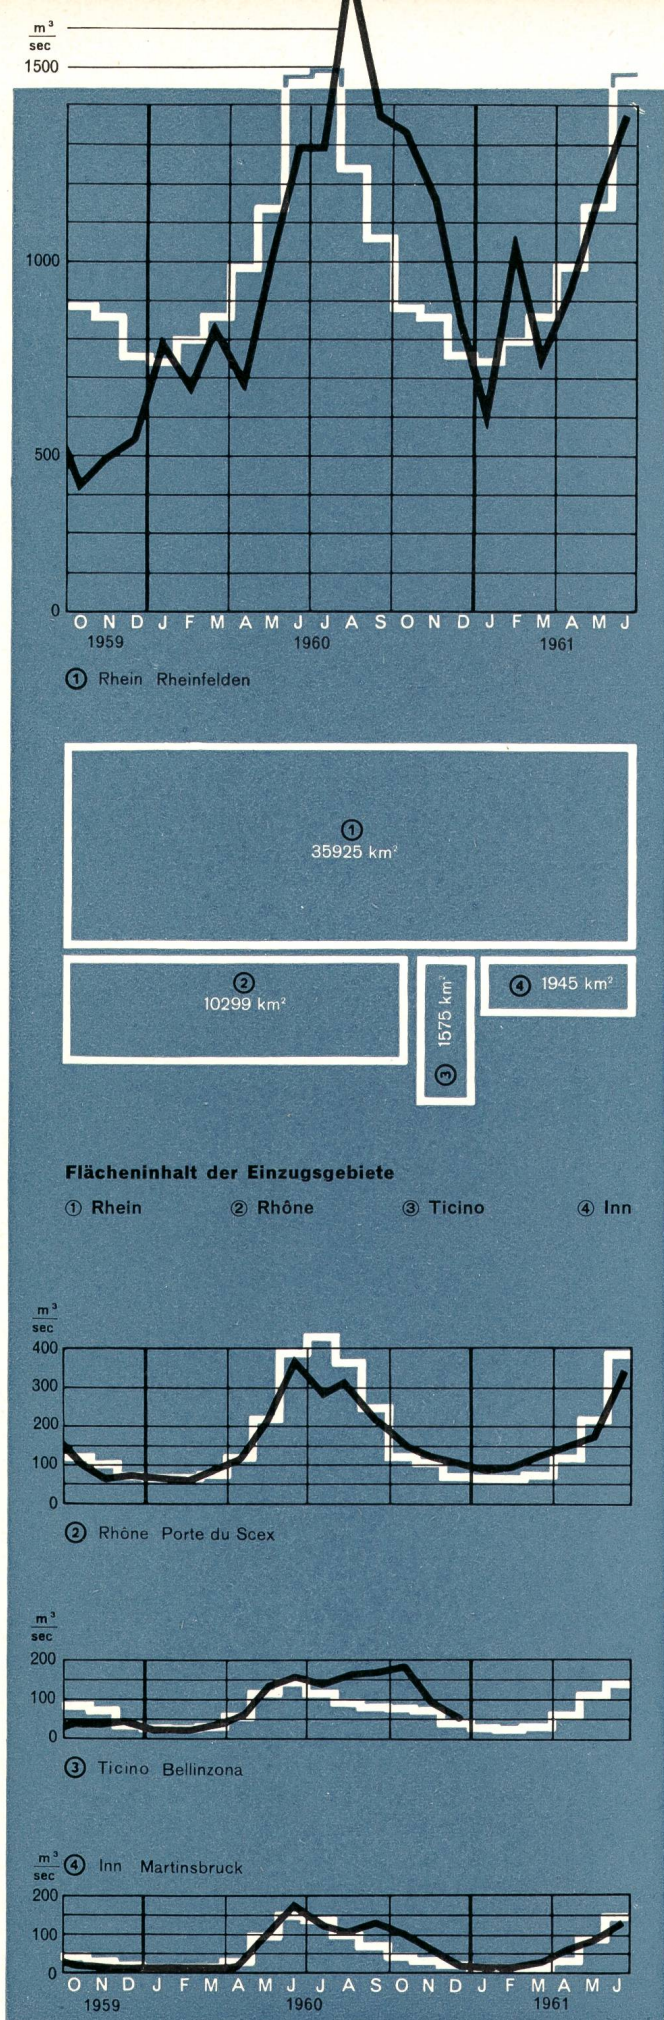 m³
sec
1500
1000
500
0
O N D J F M A M J J A S O N D J F M A M J
1959 1960 1961
① Rhein Rheinfelden
①
35925 km²
②
10299 km²
③ 1575 km²
④ 1945 km²
Flächeninhalt der Einzugsgebiete
① Rhein ② Rhône ③ Ticino ④ Inn
m³
sec
400
300
200
100
0
② Rhône Porte du Scex
m³
sec
200
100
0
③ Ticino Bellinzona
m³
sec
④ Inn Martinsbruck
200
100
0
O N D J F M A M J J A S O N D J F M A M J
1959 1960 1961